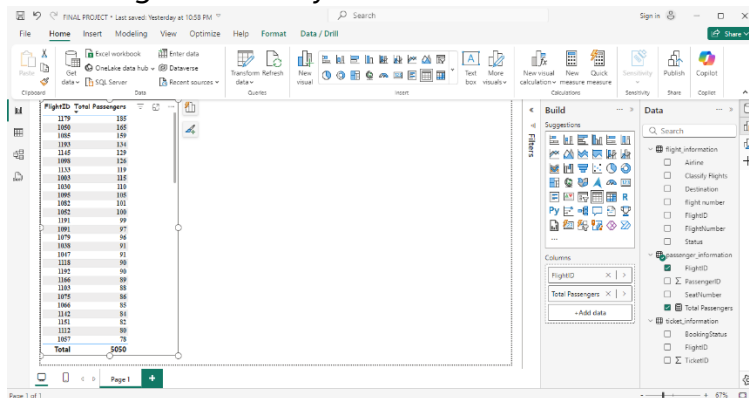 FINAL PROJECT • Last saved: Yesterday at 10:58 PM
Search
Sign in
File Home Insert Modeling View Optimize Help Format Data / Drill
Share
Paste
Get data
Excel workbook
OneLake data hub
SQL Server
Enter data
Dataverse
Recent sources
Transform data
Refresh
New visual
Text box
More visuals
New visual calculation
New measure
Quick measure
Sensitivity
Publish
Copilot
Clipboard
Data
Queries
Insert
Calculations
Sensitivity
Share
Copilot
FlightID Total Passengers
1179 185
1050 165
1085 159
1193 134
1145 129
1098 126
1133 119
1003 115
1030 110
1095 105
1082 101
1052 100
1191 99
1091 97
1079 96
1038 91
1047 91
1118 90
1192 90
1166 89
1103 88
1075 86
1066 85
1142 84
1151 82
1112 80
1057 78
Total 5050
Filters
Build
Suggestions
R
Py
Columns
FlightID
Total Passengers
+Add data
Data
Search
flight_information
Airline
Classify Flights
Destination
flight number
FlightID
FlightNumber
Status
passenger_information
FlightID
PassengerID
SeatNumber
Total Passengers
ticket_information
BookingStatus
FlightID
TicketID
Page 1
Page 1 of 1
67%